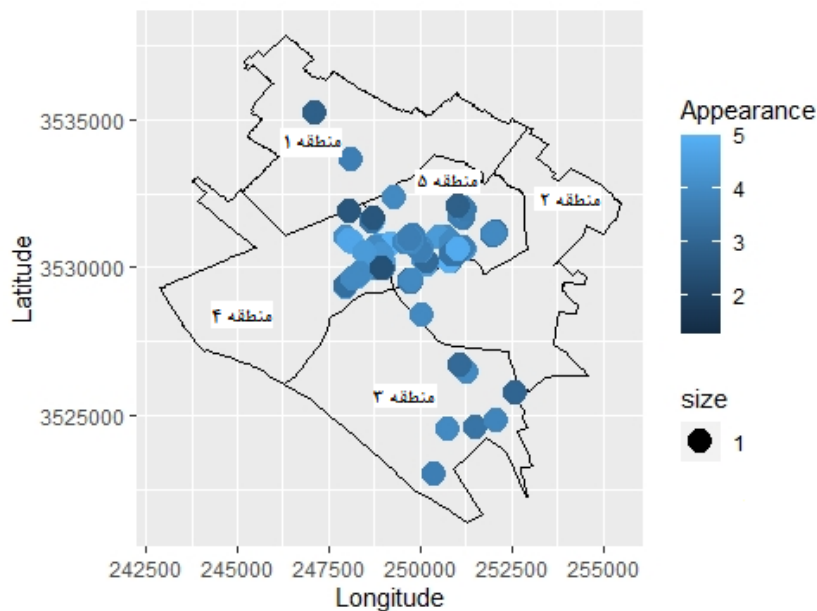 Latitude
3535000
3530000
3525000
منطقه ۱
منطقه ۵
منطقه ۲
منطقه ۴
منطقه ۳
242500 245000 247500 250000 252500 255000
Longitude
Appearance
5
4
3
2
size
1